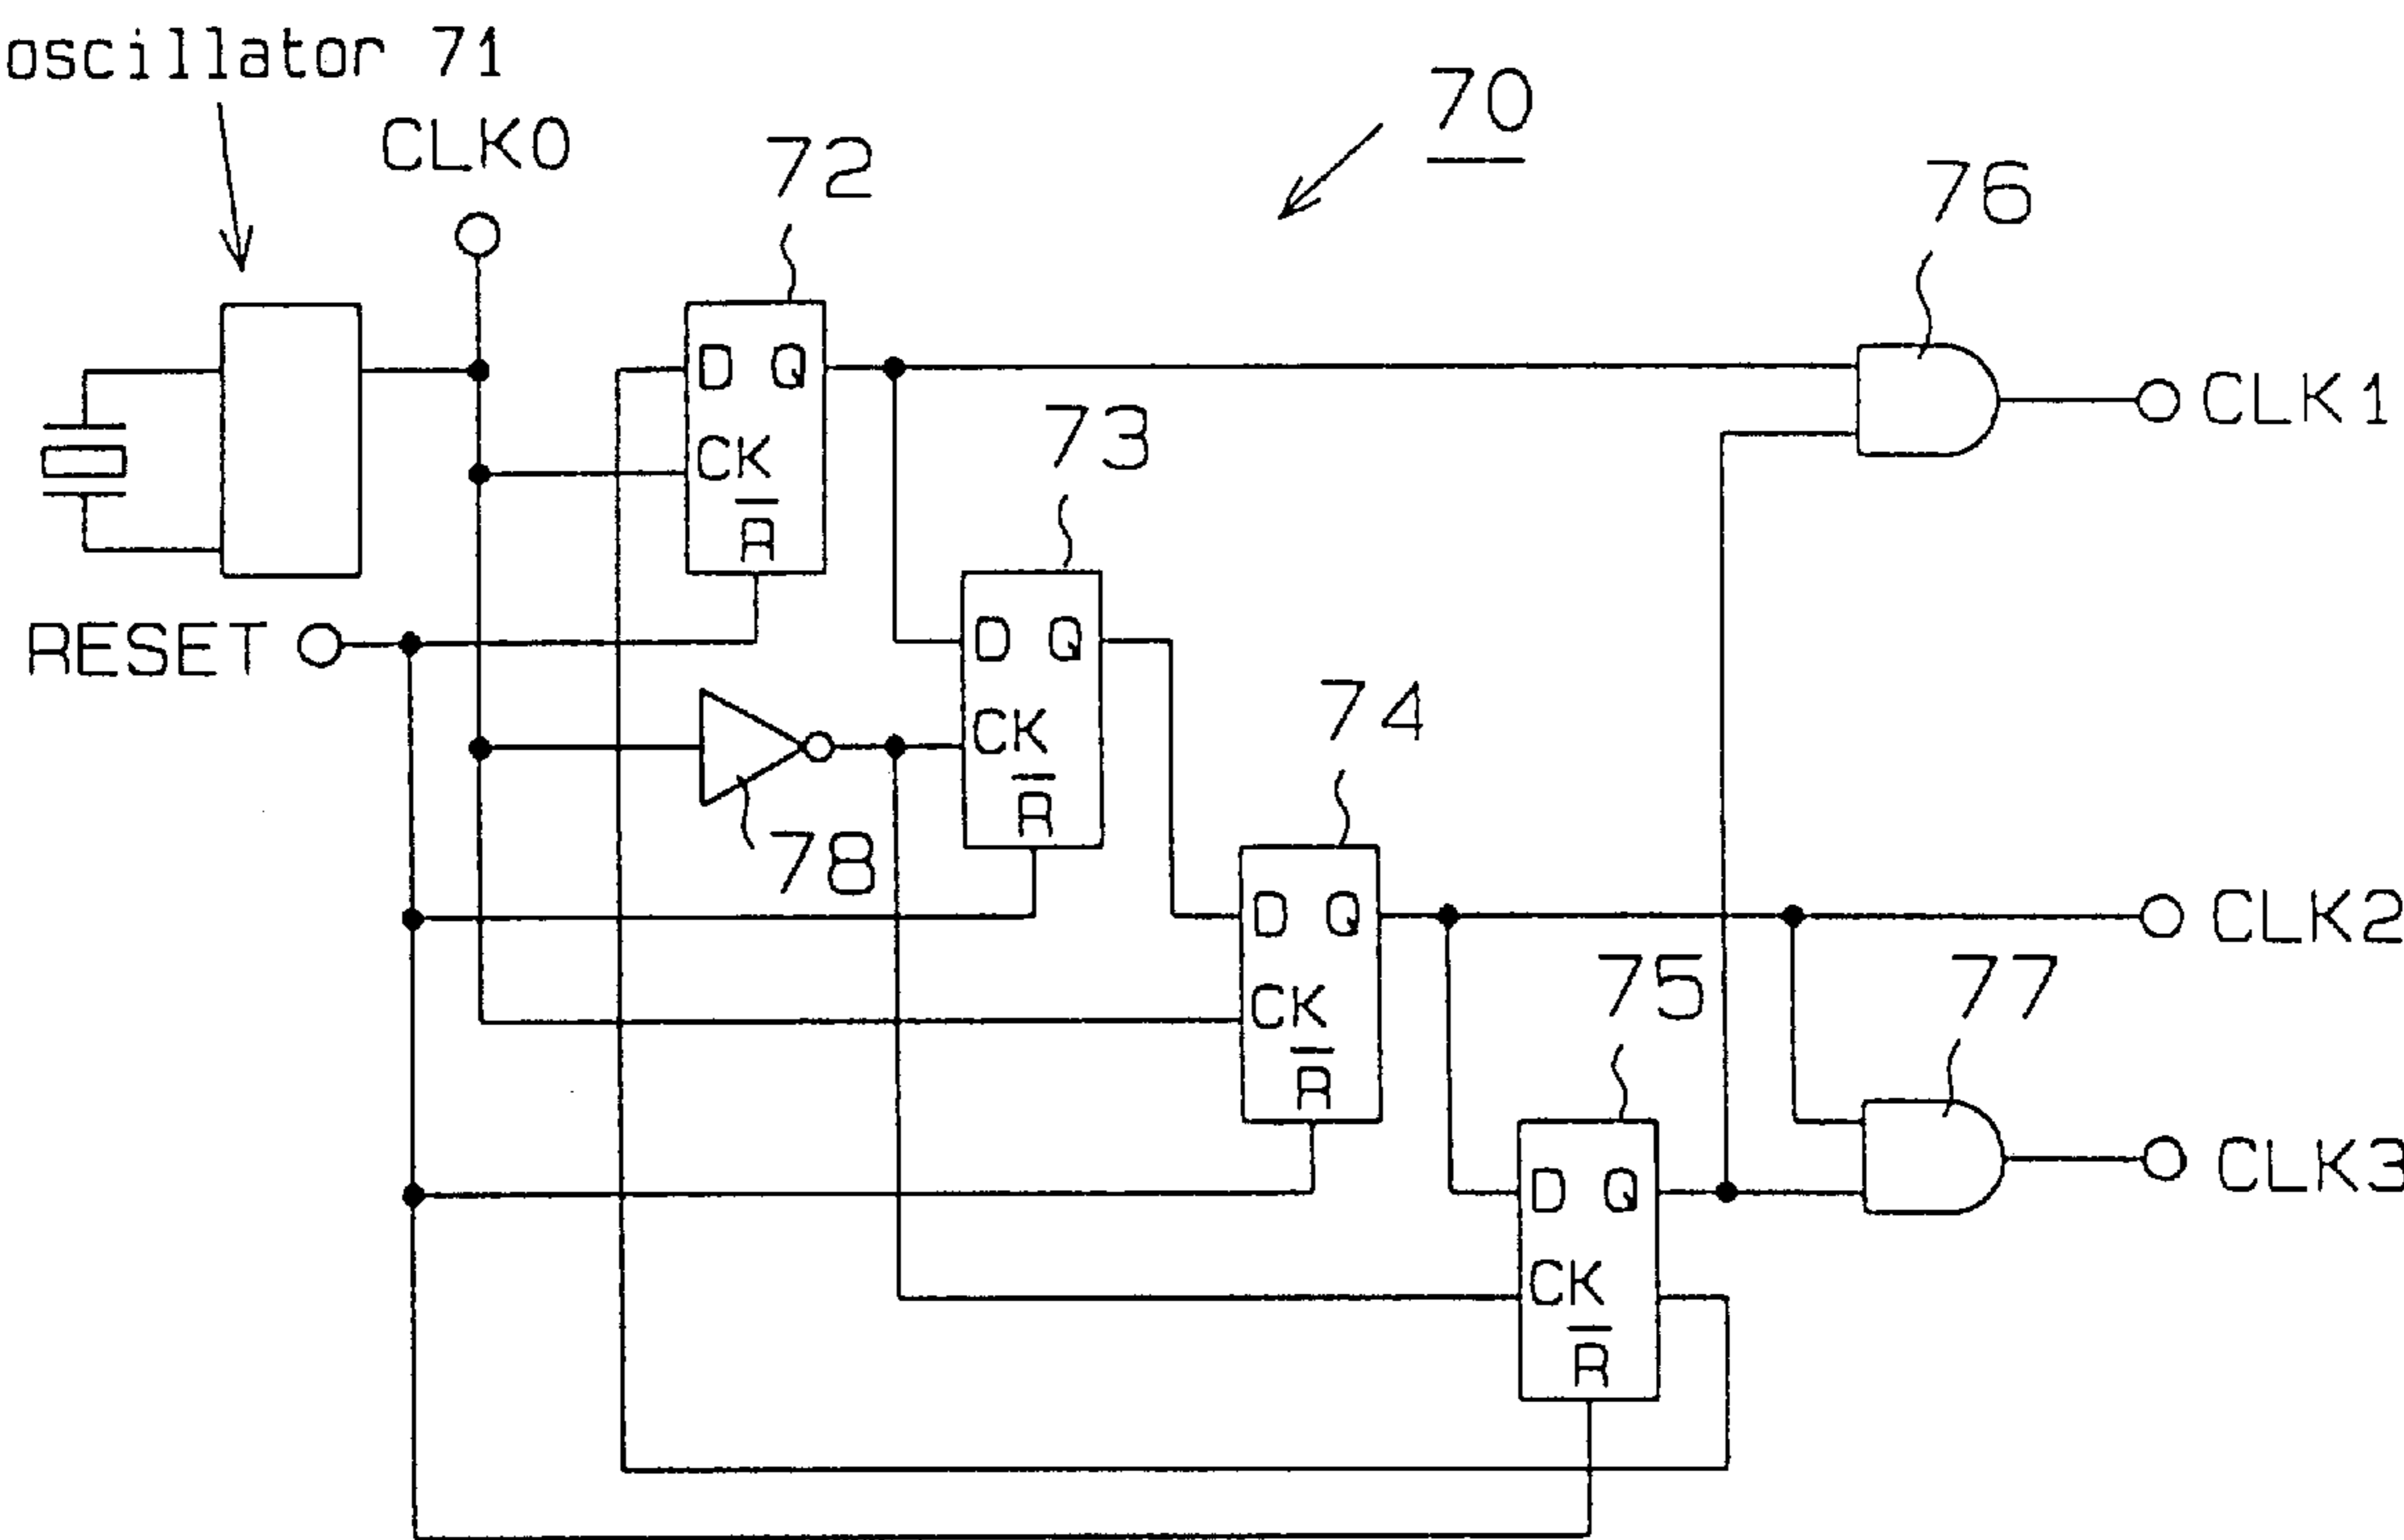 oscillator 71
CLK0
70
72
76
D Q
CK
R̅
CLK1
73
RESET
D Q
CK
R̅
74
78
D Q
CK
R̅
CLK2
75
77
D Q
CK
R̅
CLK3